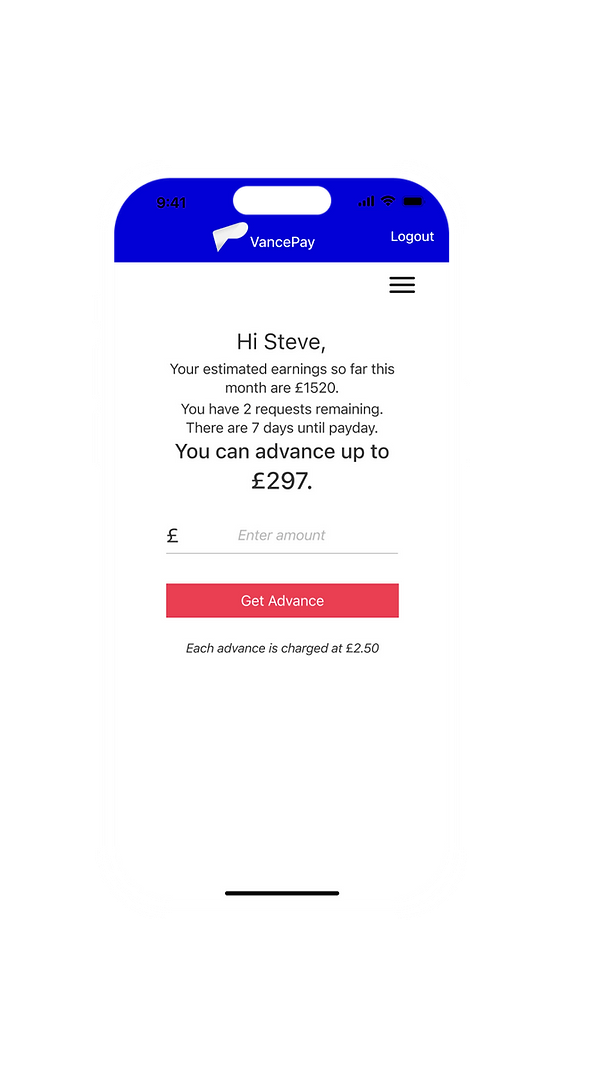 9:41
VancePay
Logout
Hi Steve,
Your estimated earnings so far this
month are £1520.
You have 2 requests remaining.
There are 7 days until payday.
You can advance up to
£297.
£ Enter amount
Get Advance
Each advance is charged at £2.50